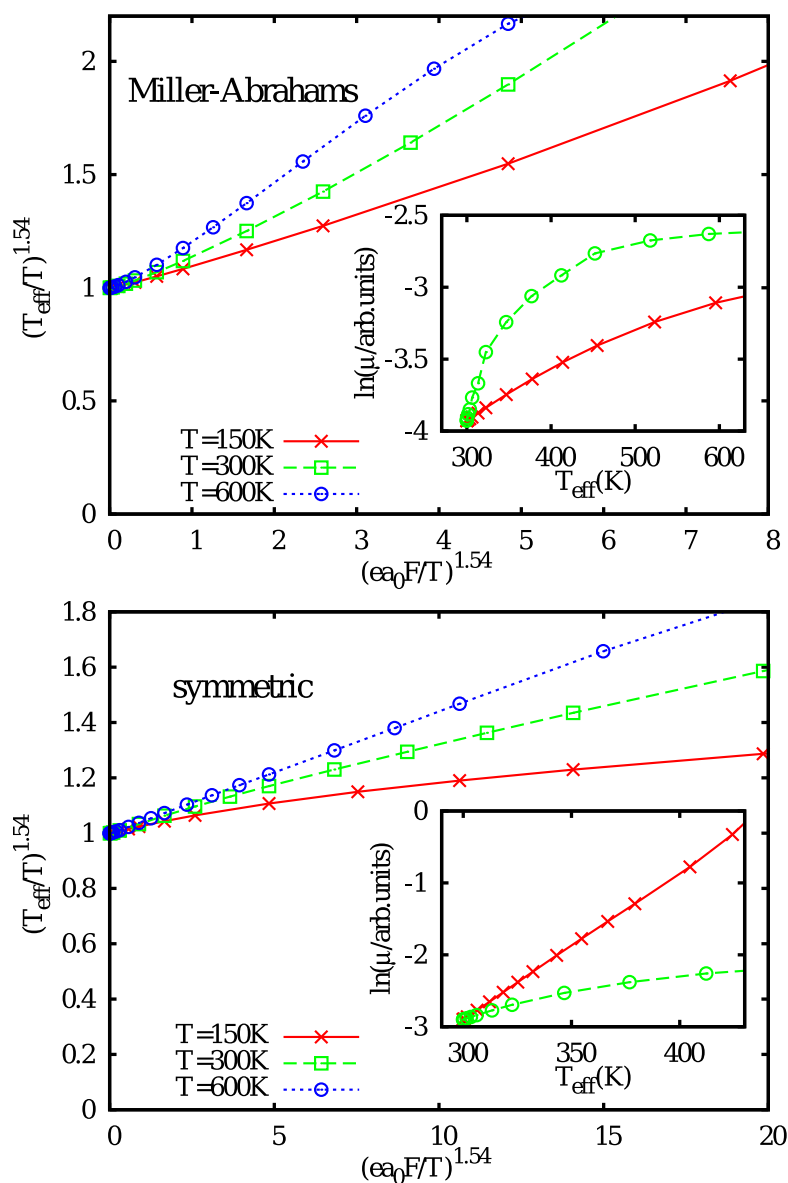 2
1.5
1
0.5
0
(T_eff/T)^1.54
Miller-Abrahams
T=150K
T=300K
T=600K
-2.5
-3
-3.5
-4
ln(μ/arb.units)
300 400 500 600
T_eff(K)
0 1 2 3 4 5 6 7 8
(ea_0F/T)^1.54
1.8
1.6
1.4
1.2
1
0.8
0.6
0.4
0.2
0
(T_eff/T)^1.54
symmetric
T=150K
T=300K
T=600K
0
-1
-2
-3
ln(μ/arb.units)
300 350 400
T_eff(K)
0 5 10 15 20
(ea_0F/T)^1.54